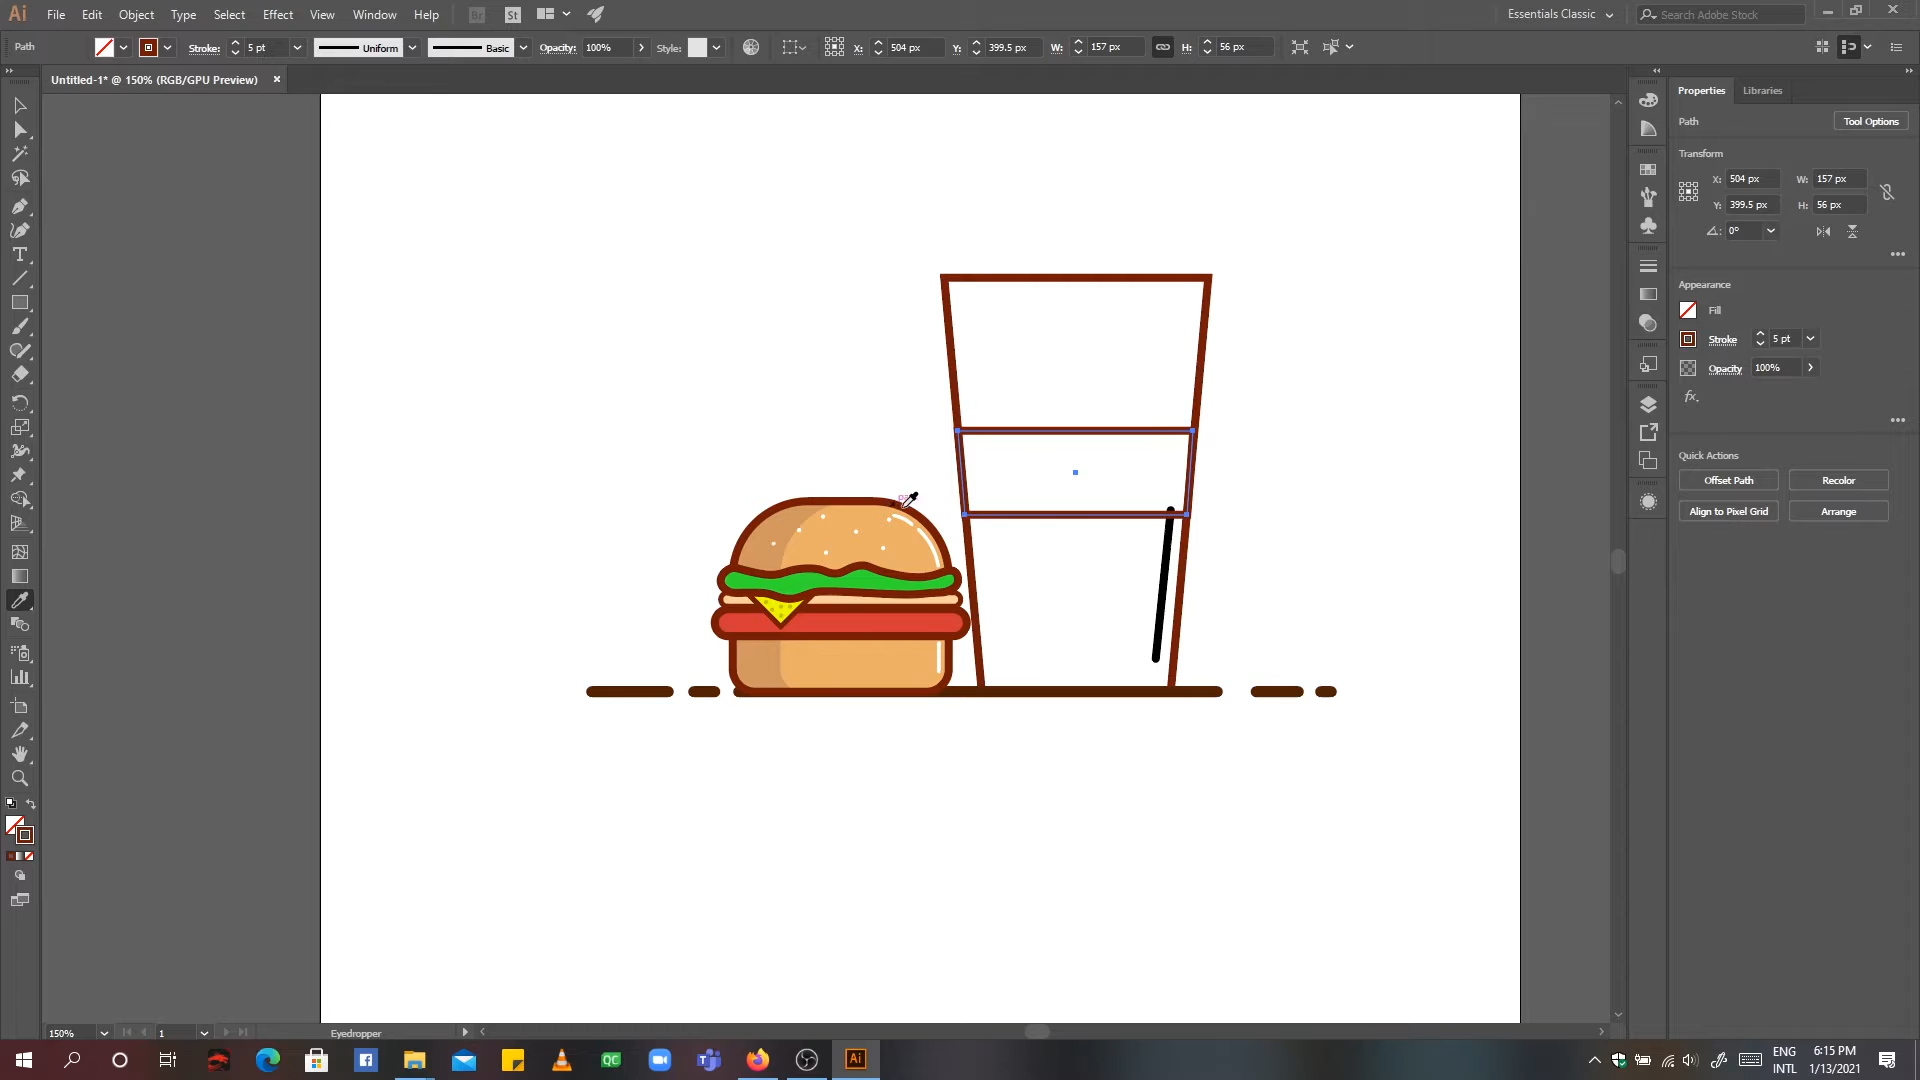 Ai File Edit Object Type Select Effect View Window Help Br St Essentials Classic Search Adobe Stock
Path Stroke: 5 pt Uniform Basic Opacity: 100% Style: X: 504 px Y: 399.5 px W: 157 px H: 56 px
Untitled-1* @ 150% (RGB/GPU Preview)
Properties Libraries
Path Tool Options
Transform
X: 504 px W: 157 px
Y: 399.5 px H: 56 px
0°
Appearance
Fill
Stroke 5 pt
Opacity 100%
fx.
Quick Actions
Offset Path Recolor
Align to Pixel Grid Arrange
150% 1 Eyedropper
QC Ai ENG INTL 6:15 PM 1/13/2021